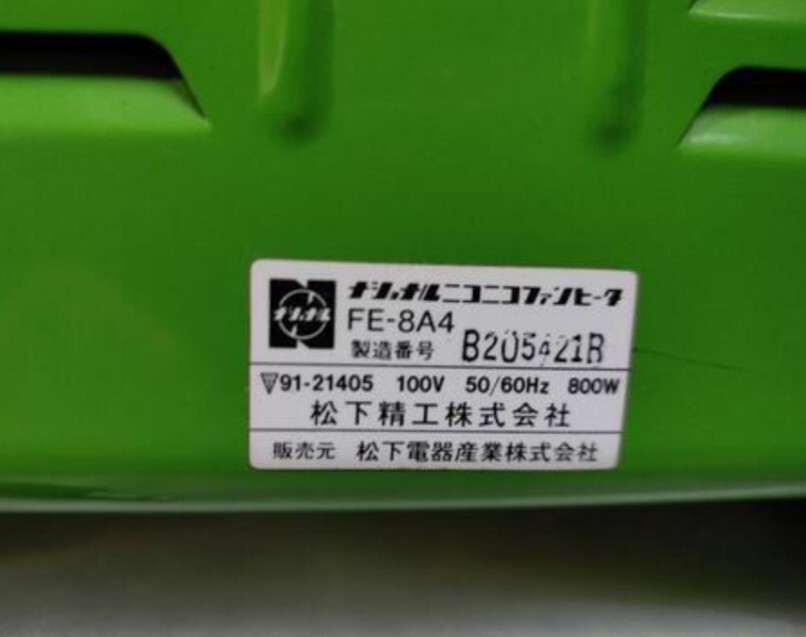 ナショナル
ナショナルニコニコファンヒータ
FE-8A4
製造番号 B205421R
▽91-21405 100V 50/60Hz 800W
松下精工株式会社
販売元 松下電器産業株式会社